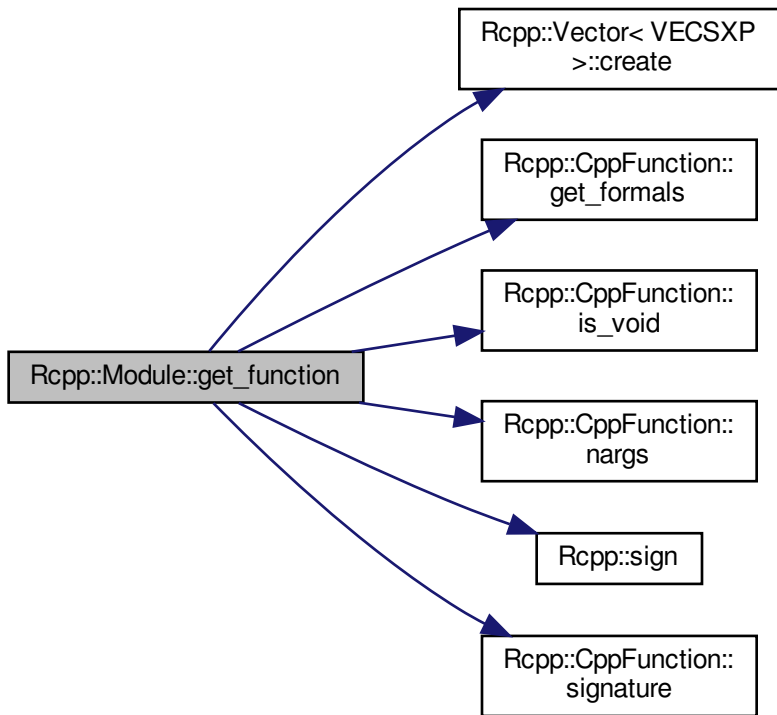 Rcpp::Vector< VECSXP
>::create
Rcpp::CppFunction::
get_formals
Rcpp::CppFunction::
is_void
Rcpp::Module::get_function
Rcpp::CppFunction::
nargs
Rcpp::sign
Rcpp::CppFunction::
signature